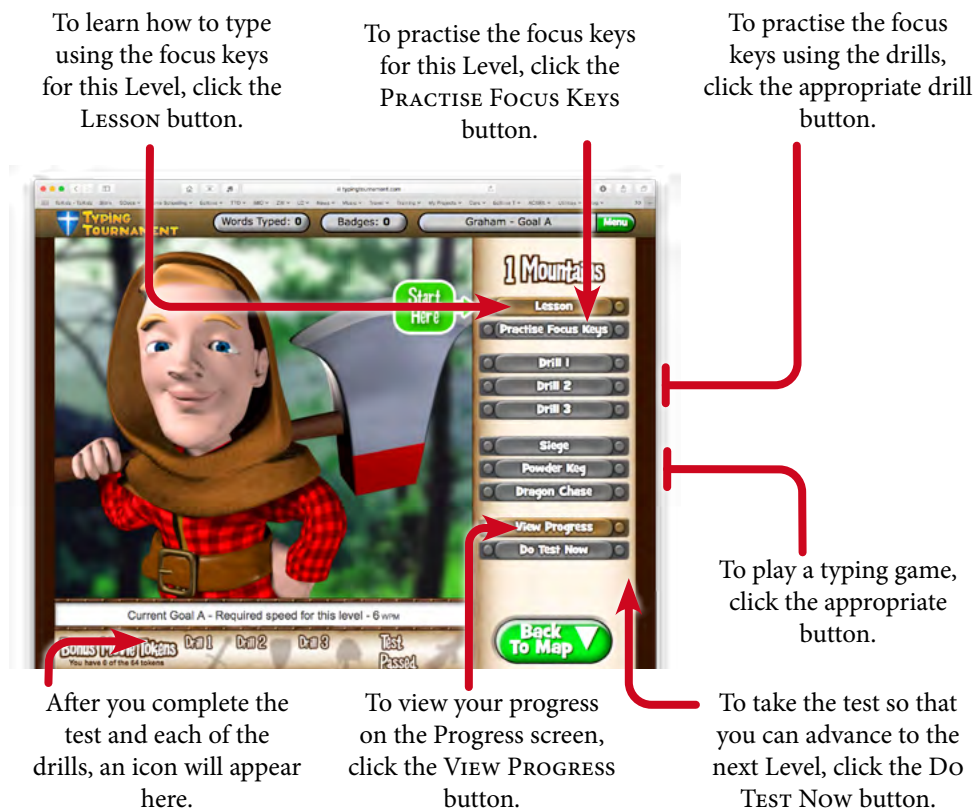 To learn how to type
using the focus keys
for this Level, click the
Lesson button.
To practise the focus keys
for this Level, click the
Practise Focus Keys
button.
To practise the focus
keys using the drills,
click the appropriate drill
button.
typingtournament.com
Typing
Tournament
Words Typed: 0
Badges: 0
Graham - Goal A
Menu
Start
Here
1 Mountains
Lesson
Practise Focus Keys
Drill 1
Drill 2
Drill 3
Siege
Powder Keg
Dragon Chase
View Progress
Do Test Now
Back
To Map
Current Goal A - Required speed for this level - 6 WPM
Bonus Movie Tokens
You have 0 of the 64 tokens
Drill 1
Drill 2
Drill 3
Test
Passed
To play a typing game,
click the appropriate
button.
After you complete the
test and each of the
drills, an icon will appear
here.
To view your progress
on the Progress screen,
click the View Progress
button.
To take the test so that
you can advance to the
next Level, click the Do
Test Now button.